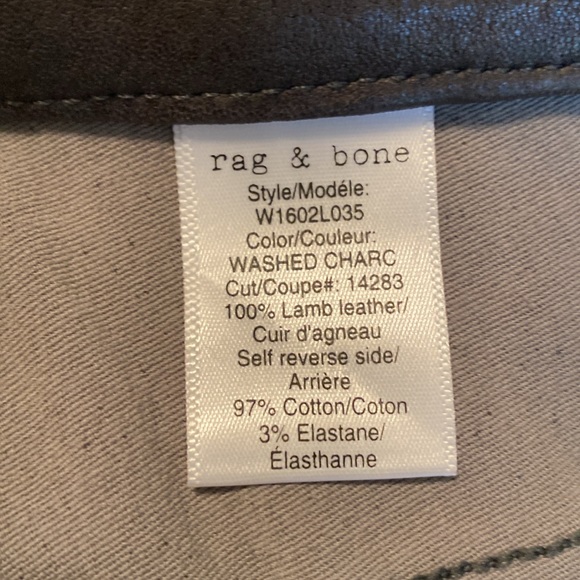 rag & bone
Style/Modéle:
W1602L035
Color/Couleur:
WASHED CHARC
Cut/Coupe#: 14283
100% Lamb leather/
Cuir d'agneau
Self reverse side/
Arrière
97% Cotton/Coton
3% Elastane/
Élasthanne